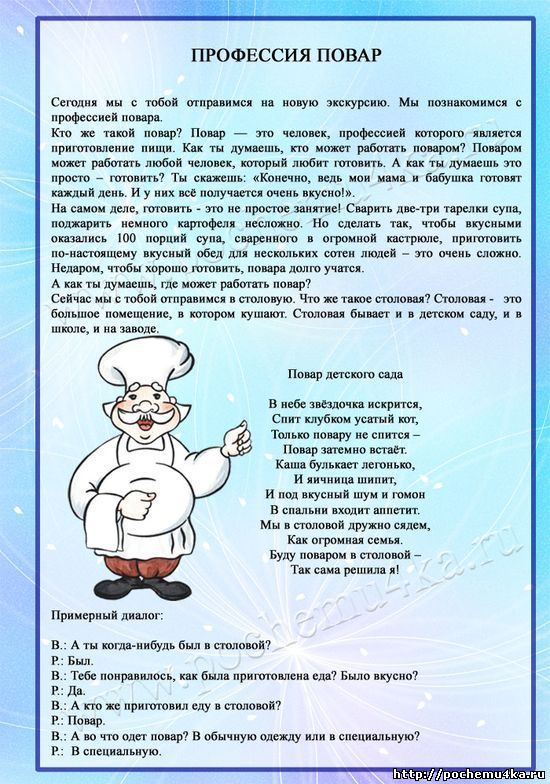 ПРОФЕССИЯ ПОВАР
Сегодня мы с тобой отправимся на новую экскурсию. Мы познакомимся с
профессией повара.
Кто же такой повар? Повар — это человек, профессией которого является
приготовление пищи. Как ты думаешь, кто может работать поваром? Поваром
может работать любой человек, который любит готовить. А как ты думаешь это
просто – готовить? Ты скажешь: «Конечно, ведь мои мама и бабушка готовят
каждый день. И у них всё получается очень вкусно!».
На самом деле, готовить - это не простое занятие! Сварить две-три тарелки супа,
поджарить немного картофеля несложно. Но сделать так, чтобы вкусными
оказались 100 порций супа, сваренного в огромной кастрюле, приготовить
по-настоящему вкусный обед для нескольких сотен людей – это очень сложно.
Недаром, чтобы хорошо готовить, повара долго учатся.
А как ты думаешь, где может работать повар?
Сейчас мы с тобой отправимся в столовую. Что же такое столовая? Столовая - это
большое помещение, в котором кушают. Столовая бывает и в детском саду, и в
школе, и на заводе.
Повар детского сада
В небе звёздочка искрится,
Спит клубком усатый кот,
Только повару не спится –
Повар затемно встаёт.
Каша булькает легонько,
И яичница шипит,
И под вкусный шум и гомон
В спальни входит аппетит.
Мы в столовой дружно сядем,
Как огромная семья.
Буду поваром в столовой –
Так сама решила я!
Примерный диалог:
В.: А ты когда-нибудь был в столовой?
Р.: Был.
В.: Тебе понравилось, как была приготовлена еда? Было вкусно?
Р.: Да.
В.: А кто же приготовил еду в столовой?
Р.: Повар.
В.: А во что одет повар? В обычную одежду или в специальную?
Р.: В специальную.
www.pochemu4ka.ru
http://pochemu4ka.ru